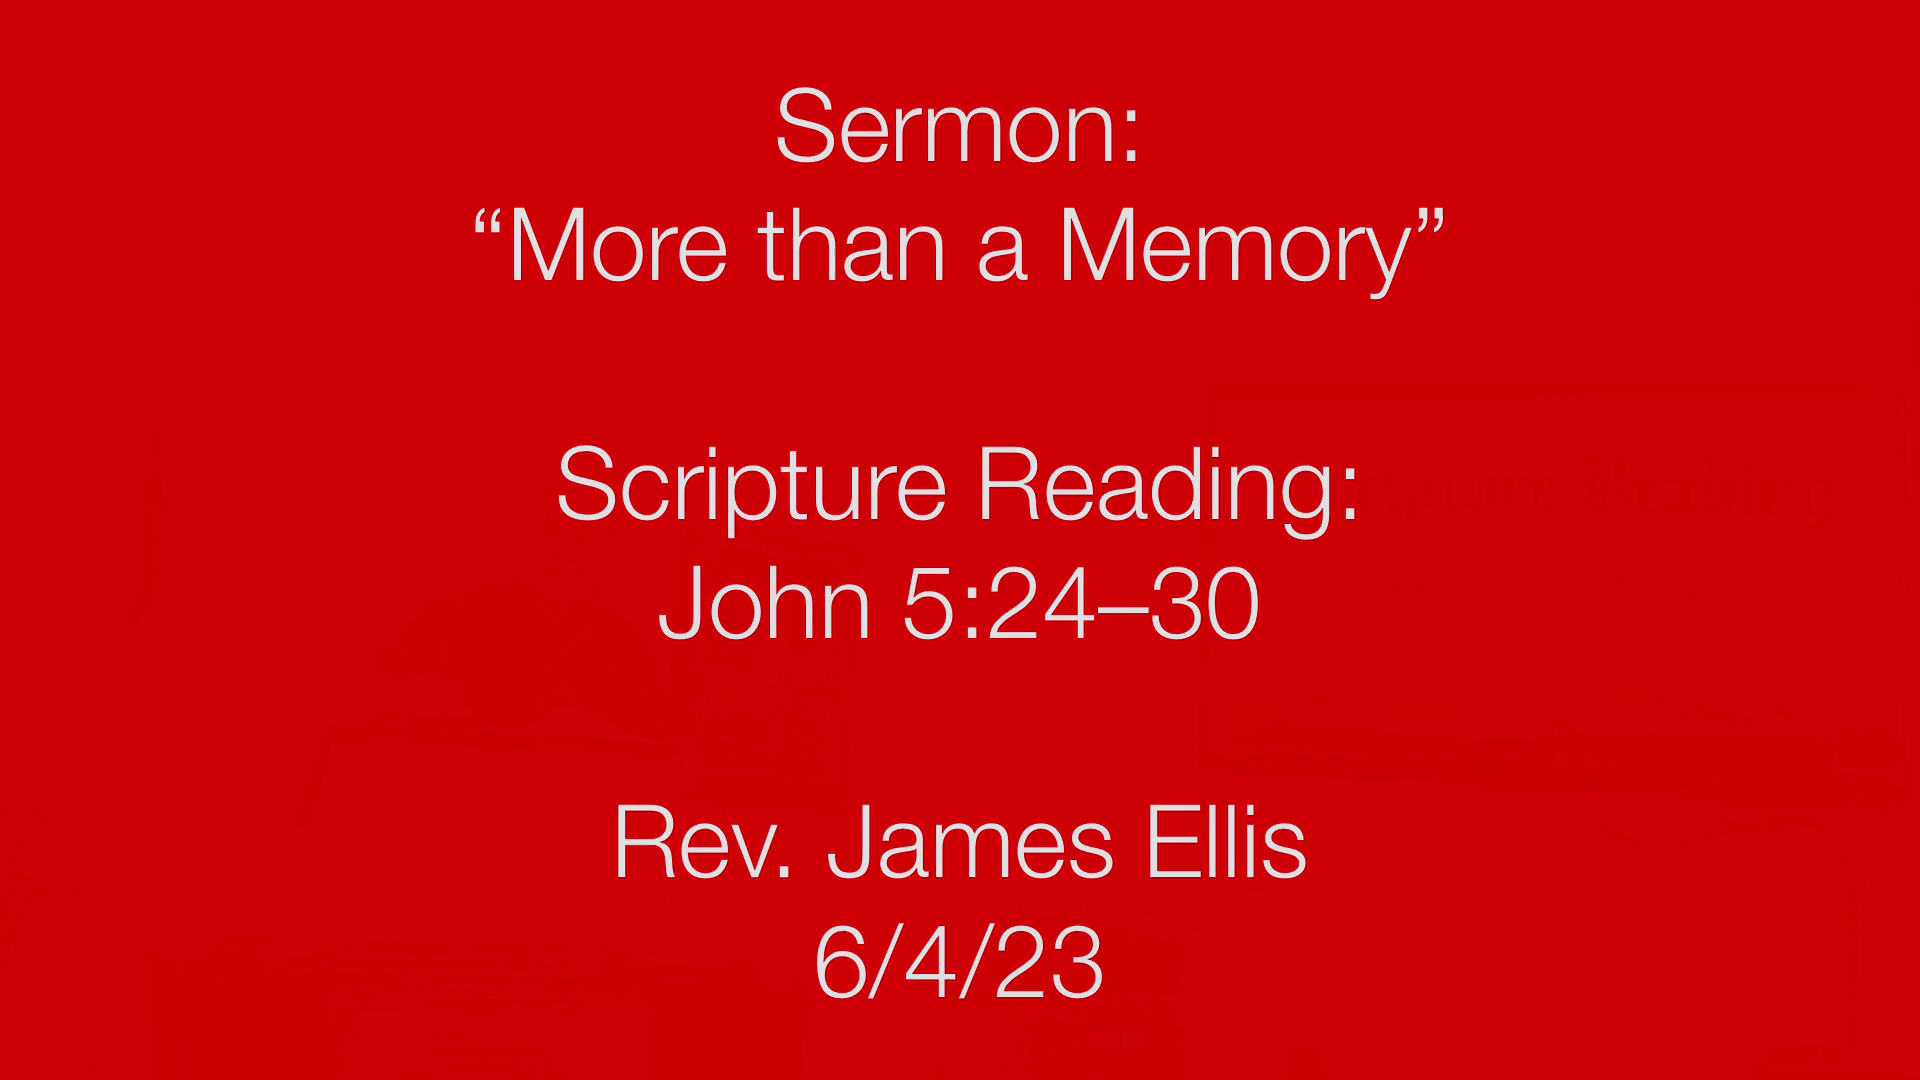 Sermon:
“More than a Memory”
Scripture Reading:
John 5:24–30
Rev. James Ellis
6/4/23